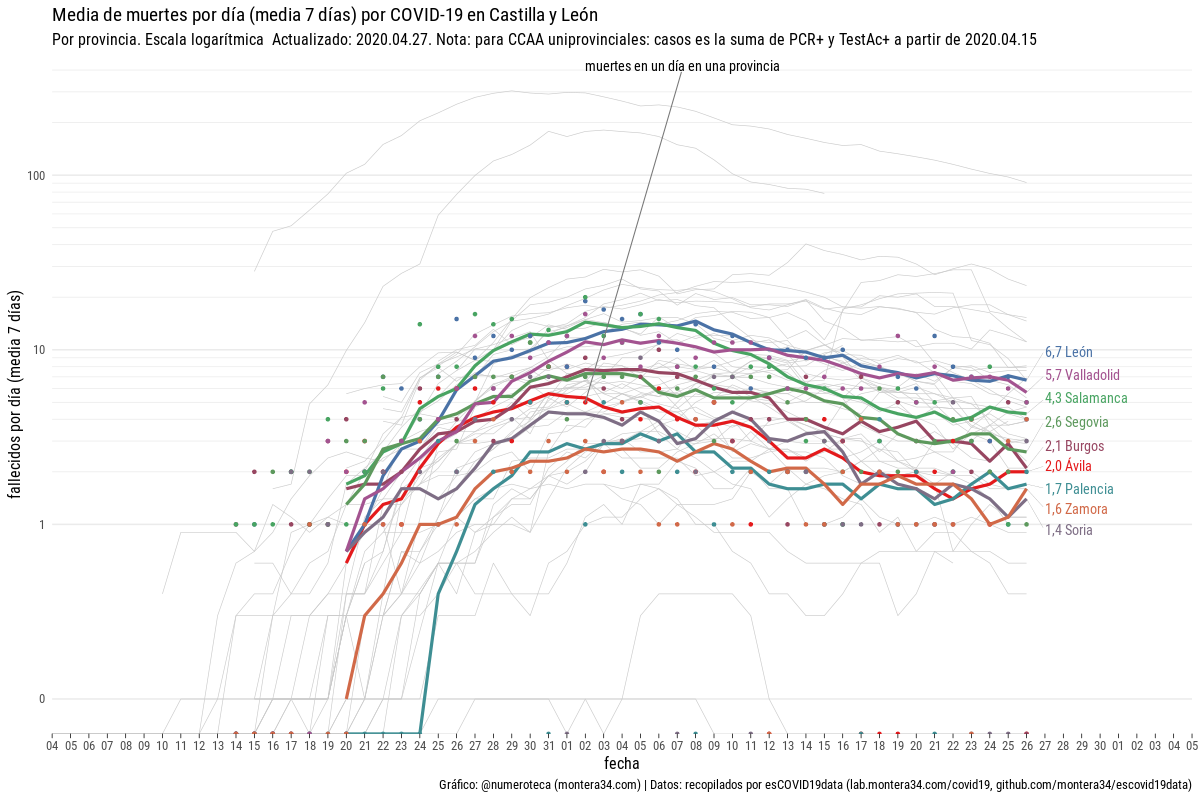 Media de muertes por día (media 7 días) por COVID-19 en Castilla y León
Por provincia. Escala logarítmica  Actualizado: 2020.04.27. Nota: para CCAA uniprovinciales: casos es la suma de PCR+ y TestAc+ a partir de 2020.04.15
muertes en un día en una provincia
fallecidos por día (media  7 días)
100
10
1
0
6,7 León
5,7 Valladolid
4,3 Salamanca
2,6 Segovia
2,1 Burgos
2,0 Ávila
1,7 Palencia
1,6 Zamora
1,4 Soria
04 05 06 07 08 09 10 11 12 13 14 15 16 17 18 19 20 21 22 23 24 25 26 27 28 29 30 31 01 02 03 04 05 06 07 08 09 10 11 12 13 14 15 16 17 18 19 20 21 22 23 24 25 26 27 28 29 30 01 02 03 04 05
fecha
Gráfico: @numeroteca (montera34.com) | Datos: recopilados por esCOVID19data (lab.montera34.com/covid19, github.com/montera34/escovid19data)